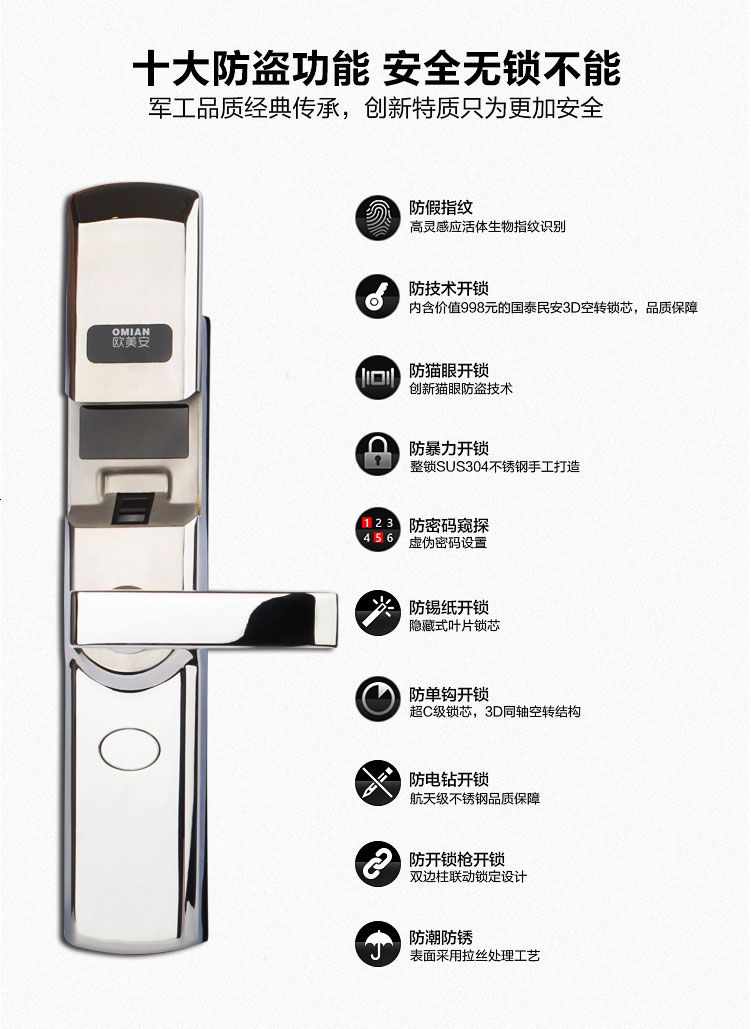 十大防盗功能 安全无锁不能
军工品质经典传承，创新特质只为更加安全
OMIAN
欧美安
防假指纹
高灵感应活体生物指纹识别
防技术开锁
内含价值998元的国泰民安3D空转锁芯，品质保障
防猫眼开锁
创新猫眼防盗技术
防暴力开锁
整锁SUS304不锈钢手工打造
1 2 3
4 5 6
防密码窥探
虚伪密码设置
防锡纸开锁
隐藏式叶片锁芯
防单钩开锁
超C级锁芯，3D同轴空转结构
防电钻开锁
航天级不锈钢品质保障
防开锁枪开锁
双边柱联动锁定设计
防潮防锈
表面采用拉丝处理工艺